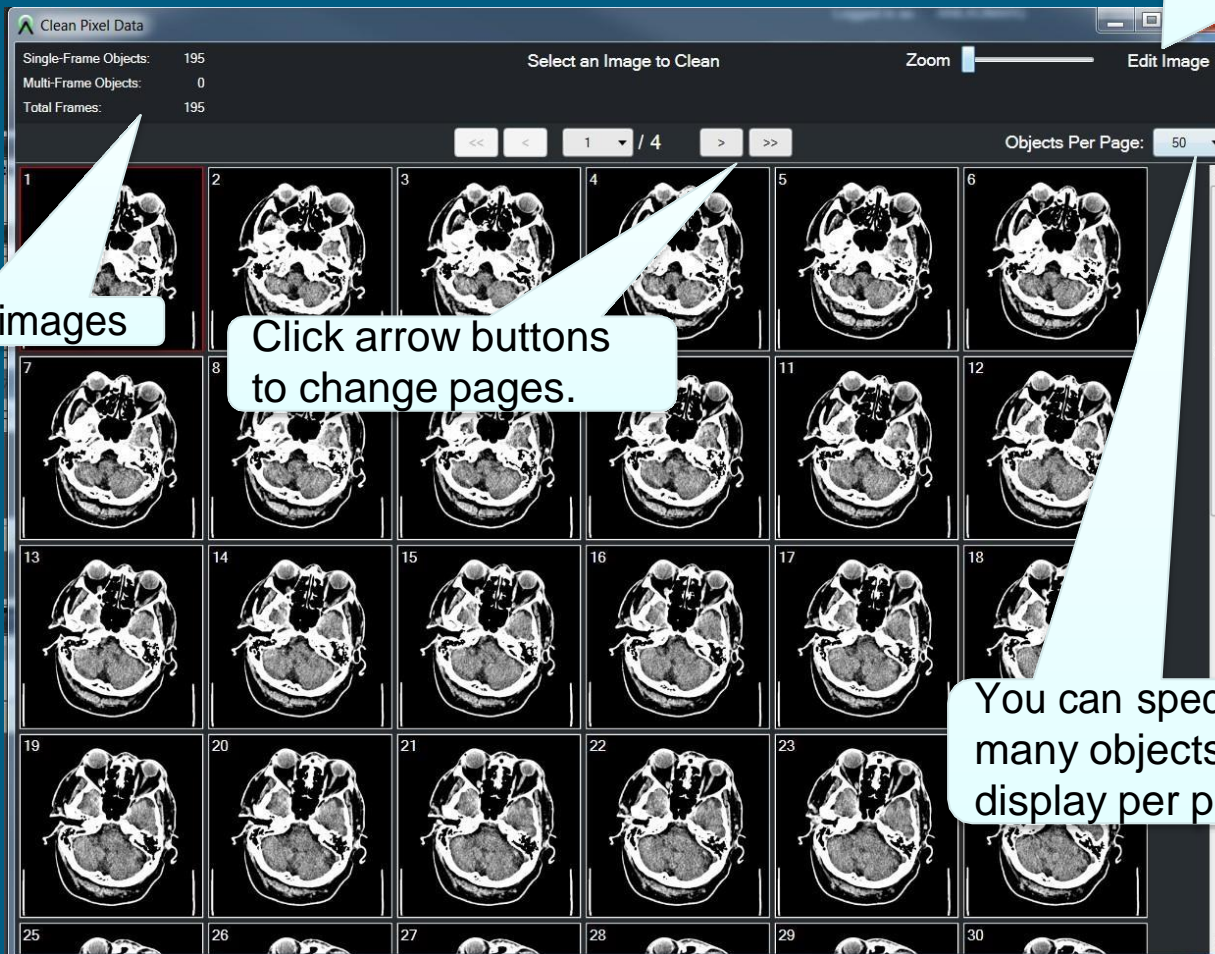 Clean Pixel Data
Single-Frame Objects: 195
Multi-Frame Objects: 0
Total Frames: 195
Select an Image to Clean
Zoom
Edit Image
<< < 1 / 4 > >>
Objects Per Page: 50
1 2 3 4 5 6
images
Click arrow buttons
to change pages.
7 8 11 12
13 14 15 16 17 18
You can spec
many objects
display per p
19 20 21 22 23
25 26 27 28 29 30